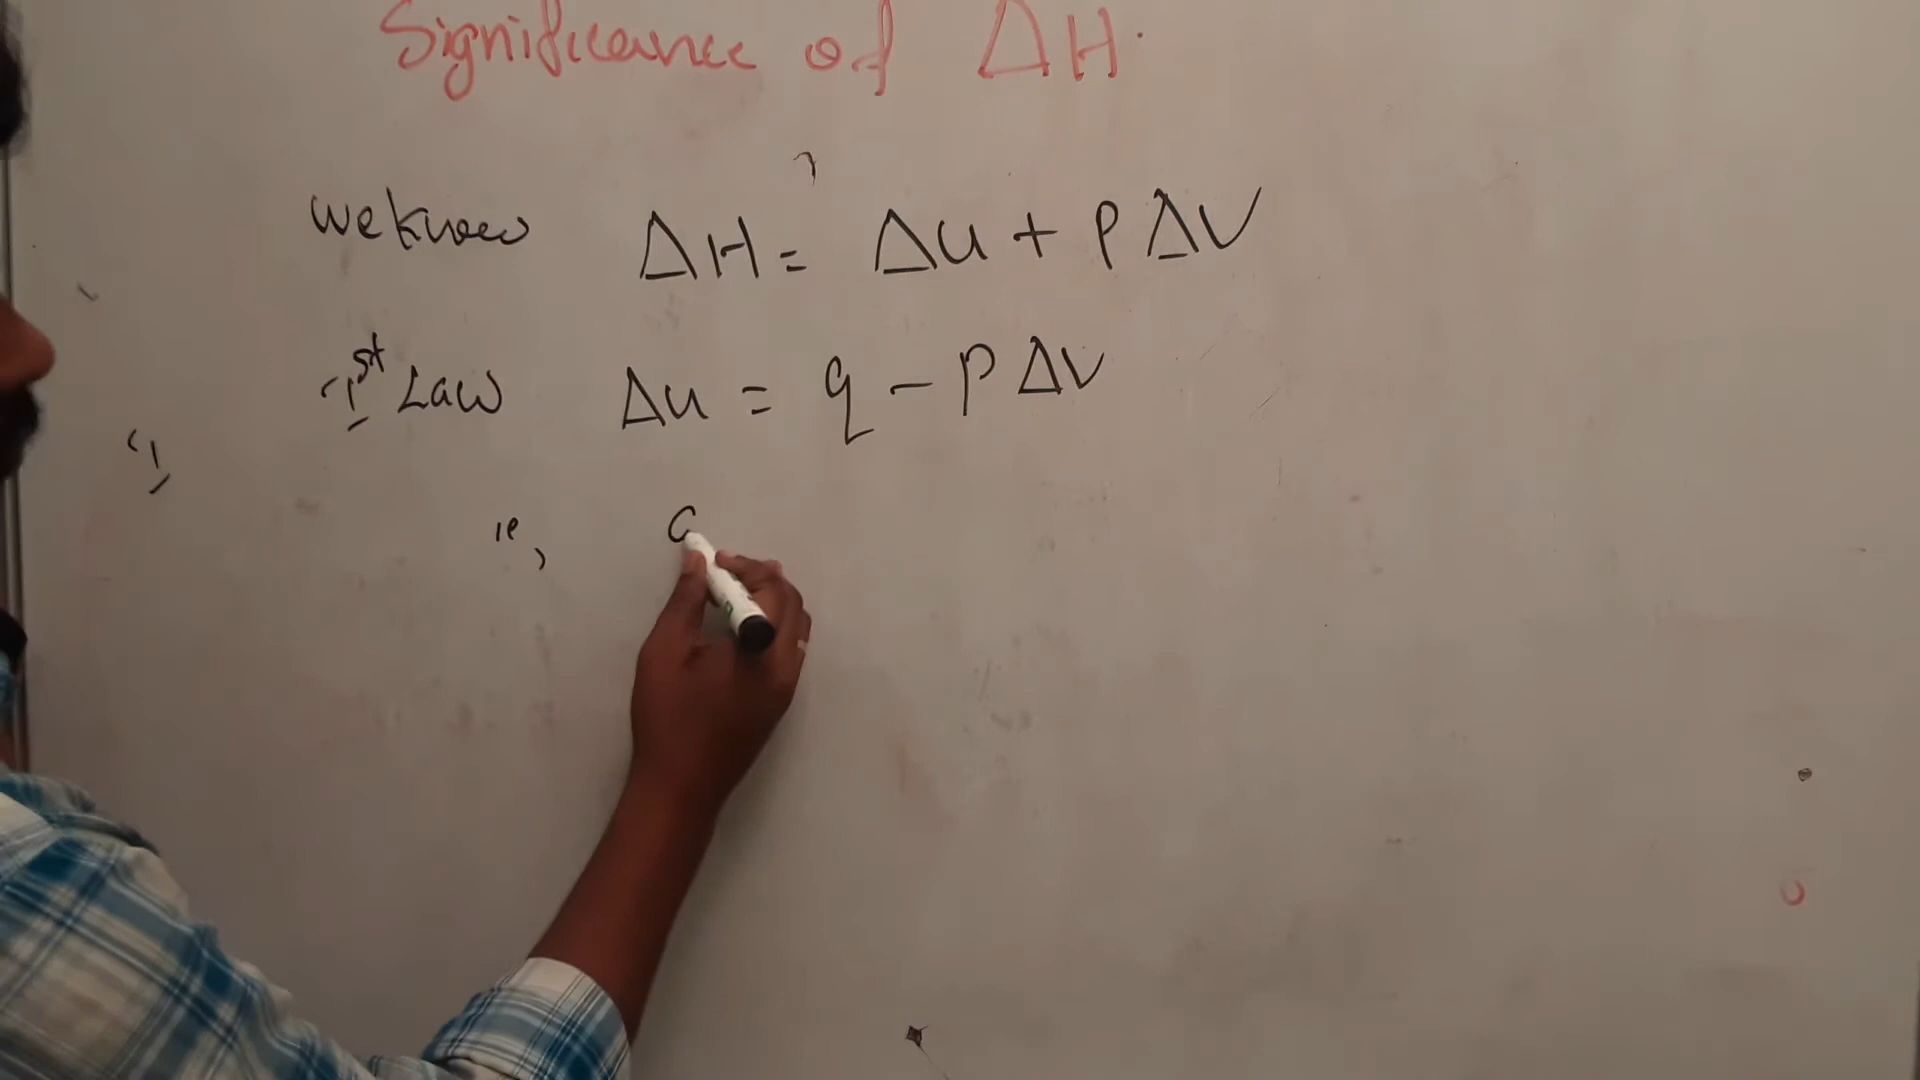 Significance of ΔH.
We know ΔH = Δu + PΔV
1st Law Δu = q - PΔV
ie,